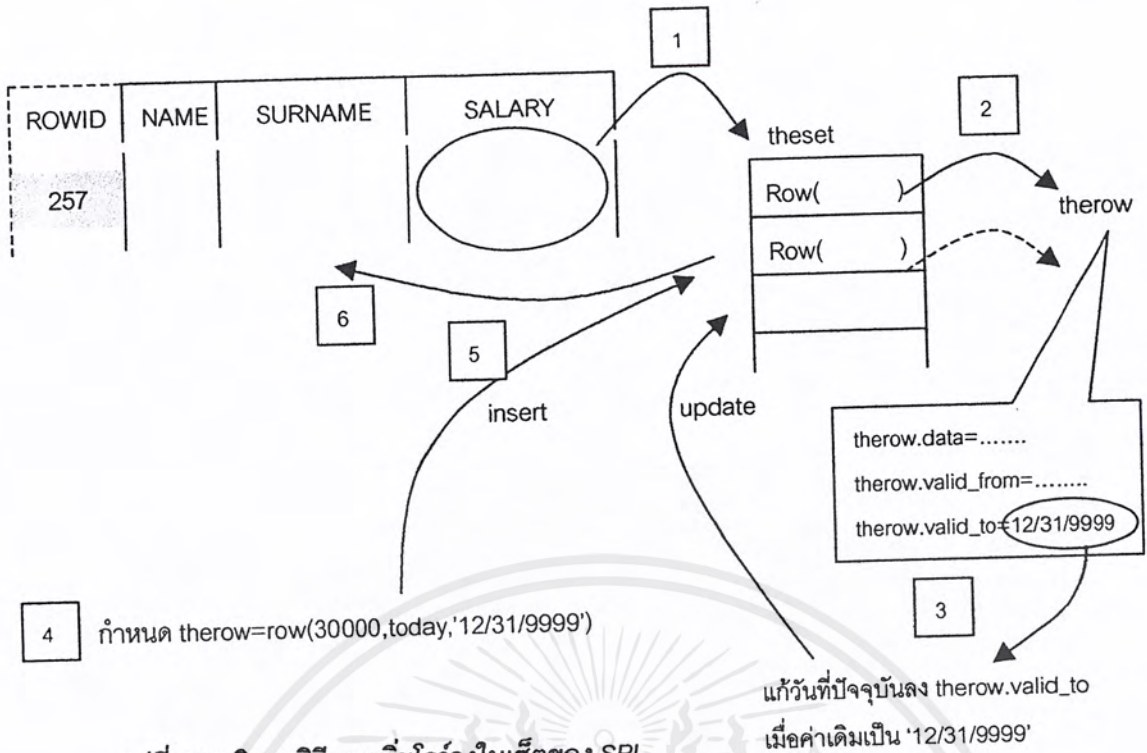 1
ROWID NAME SURNAME SALARY
2
theset
257
Row( )
therow
Row( )
6
5
insert
update
therow.data=.......
therow.valid_from=........
therow.valid_to=12/31/9999
3
4 กำหนด therow=row(30000,today,'12/31/9999')
แก้วันที่ปัจจุบันลง therow.valid_to
เมื่อค่าเดิมเป็น '12/31/9999'